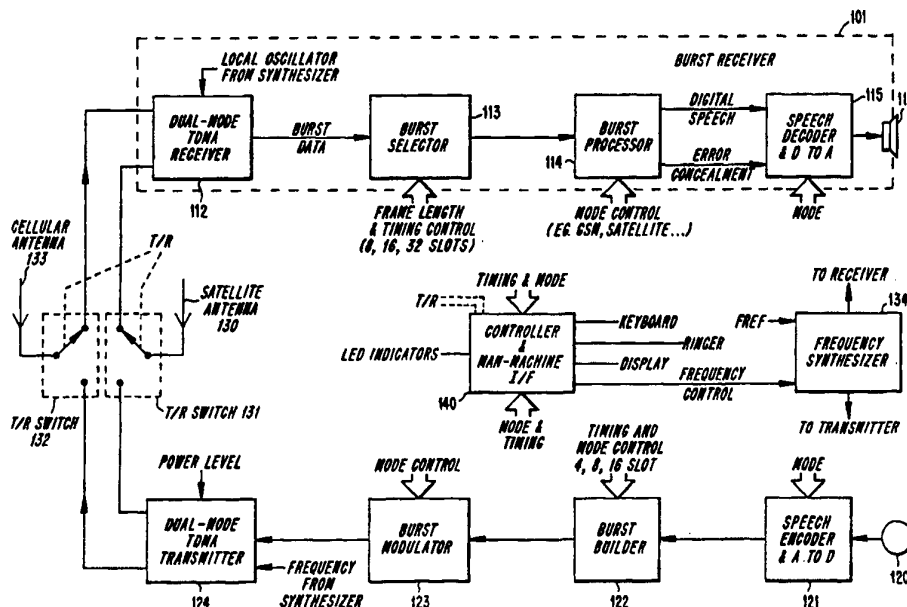 101
LOCAL OSCILLATOR
FROM SYNTHESIZER
BURST RECEIVER
113
115
11
DUAL-MODE
TDMA
RECEIVER
BURST
DATA
BURST
SELECTOR
BURST
PROCESSOR
DIGITAL
SPEECH
ERROR
CONCEALMENT
SPEECH
DECODER
& D TO A
114
112
FRAME LENGTH
& TIMING CONTROL
(8, 16, 32 SLOTS)
MODE CONTROL
(EG. GSM, SATELLITE...)
MODE
CELLULAR
ANTENNA
133
T/R
SATELLITE
ANTENNA
130
TIMING & MODE
T/R
TO RECEIVER
134
LED INDICATORS
CONTROLLER
&
MAN-MACHINE
I/F
KEYBOARD
RINGER
DISPLAY
FREQUENCY
CONTROL
FREF
FREQUENCY
SYNTHESIZER
140
T/R SWITCH 131
T/R SWITCH
132
MODE &
TIMING
TO TRANSMITTER
POWER LEVEL
MODE CONTROL
TIMING AND
MODE CONTROL
4, 8, 16 SLOT
MODE
DUAL-MODE
TDMA
TRANSMITTER
BURST
MODULATOR
BURST
BUILDER
SPEECH
ENCODER
& A TO D
FREQUENCY
FROM
SYNTHESIZER
124
123
122
121
120